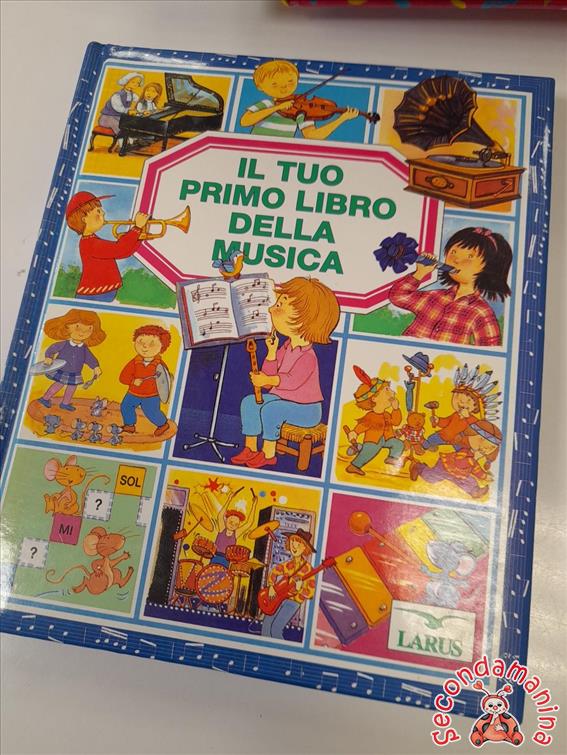 IL TUO
PRIMO LIBRO
DELLA
MUSICA
SOL
?
MI
?
LARUS
secondamanina